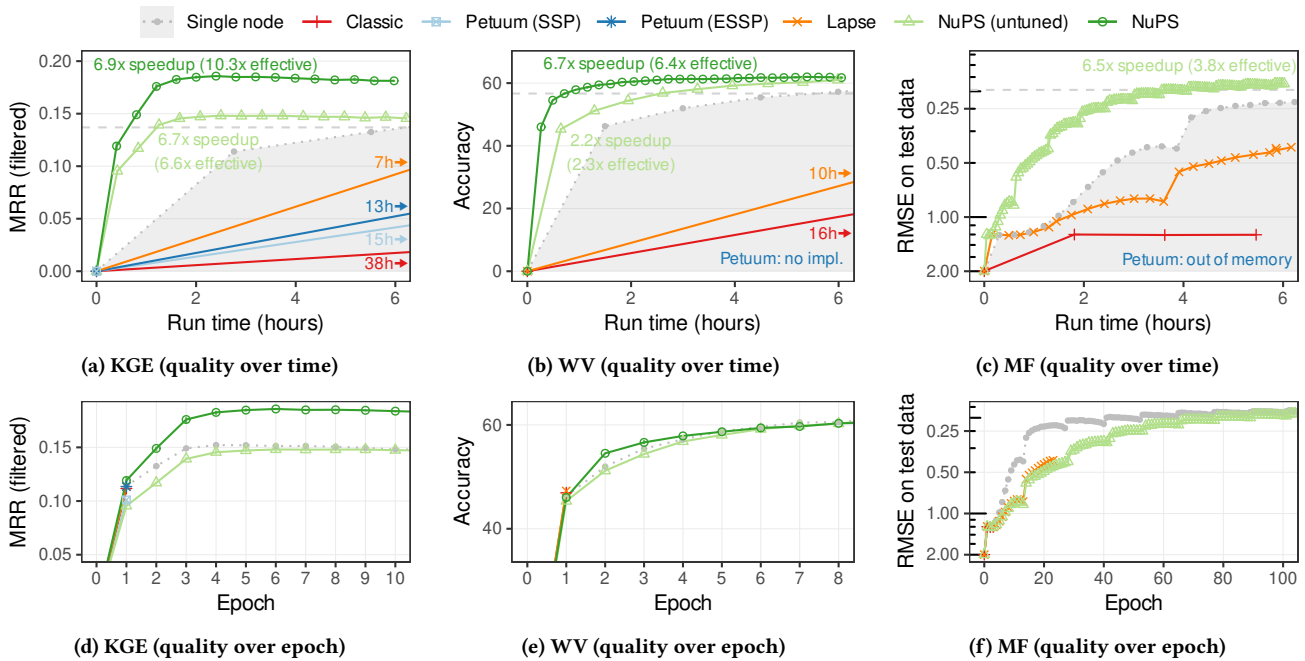 Single node Classic Petuum (SSP) Petuum (ESSP) Lapse NuPS (untuned) NuPS
MRR (filtered)
0.20
0.15
0.10
0.05
0.00
6.9x speedup (10.3x effective)
6.7x speedup
(6.6x effective)
7h
13h
15h
38h
0 2 4 6
Run time (hours)
(a) KGE (quality over time)
Accuracy
60
40
20
0
6.7x speedup (6.4x effective)
2.2x speedup
(2.3x effective)
10h
16h
Petuum: no impl.
0 2 4 6
Run time (hours)
(b) WV (quality over time)
RMSE on test data
0.25
0.50
1.00
2.00
6.5x speedup (3.8x effective)
Petuum: out of memory
0 2 4 6
Run time (hours)
(c) MF (quality over time)
MRR (filtered)
0.15
0.10
0.05
0 1 2 3 4 5 6 7 8 9 10
Epoch
(d) KGE (quality over epoch)
Accuracy
60
40
0 1 2 3 4 5 6 7 8
Epoch
(e) WV (quality over epoch)
RMSE on test data
0.25
0.50
1.00
2.00
0 20 40 60 80 100
Epoch
(f) MF (quality over epoch)